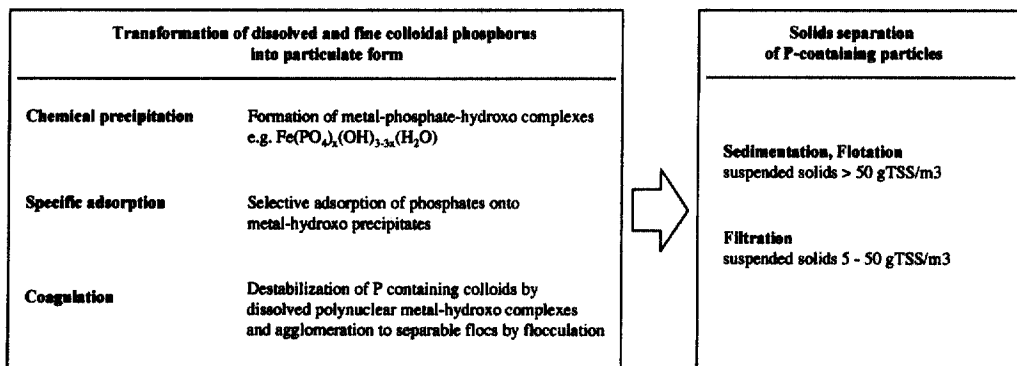 Transformation of dissolved and fine colloidal phosphorus
into particulate form
Chemical precipitation
Formation of metal-phosphate-hydroxo complexes
e.g. Fe(PO₄)ₓ(OH)₃₋₃ₓ(H₂O)
Specific adsorption
Selective adsorption of phosphates onto
metal-hydroxo precipitates
Coagulation
Destabilization of P containing colloids by
dissolved polynuclear metal-hydroxo complexes
and agglomeration to separable flocs by flocculation
Solids separation
of P-containing particles
Sedimentation, Flotation
suspended solids > 50 gTSS/m3
Filtration
suspended solids 5 - 50 gTSS/m3